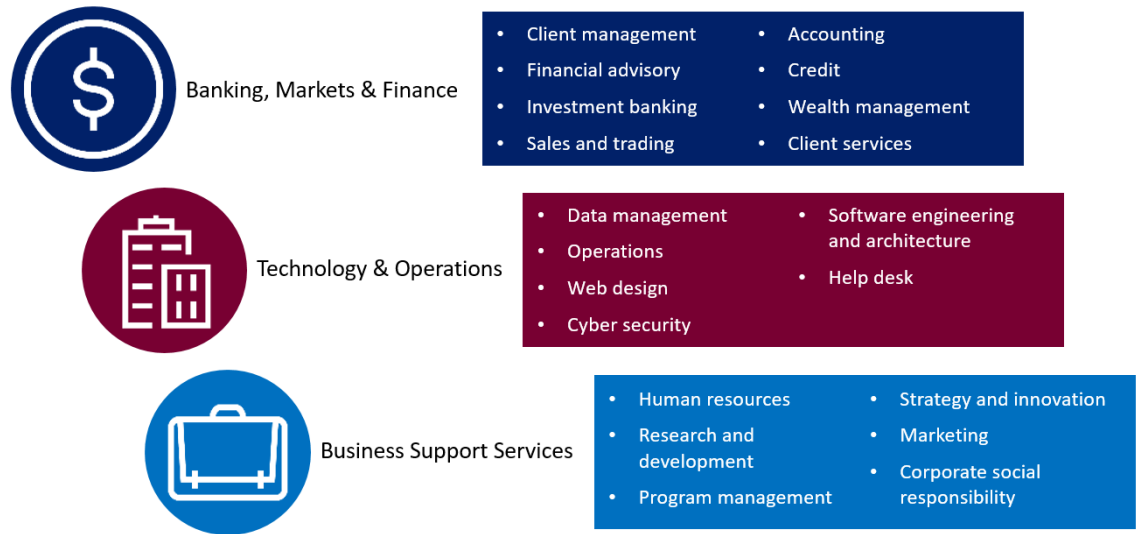 Banking, Markets & Finance
• Client management
• Financial advisory
• Investment banking
• Sales and trading
• Accounting
• Credit
• Wealth management
• Client services
Technology & Operations
• Data management
• Operations
• Web design
• Cyber security
• Software engineering
and architecture
• Help desk
Business Support Services
• Human resources
• Research and
development
• Program management
• Strategy and innovation
• Marketing
• Corporate social
responsibility